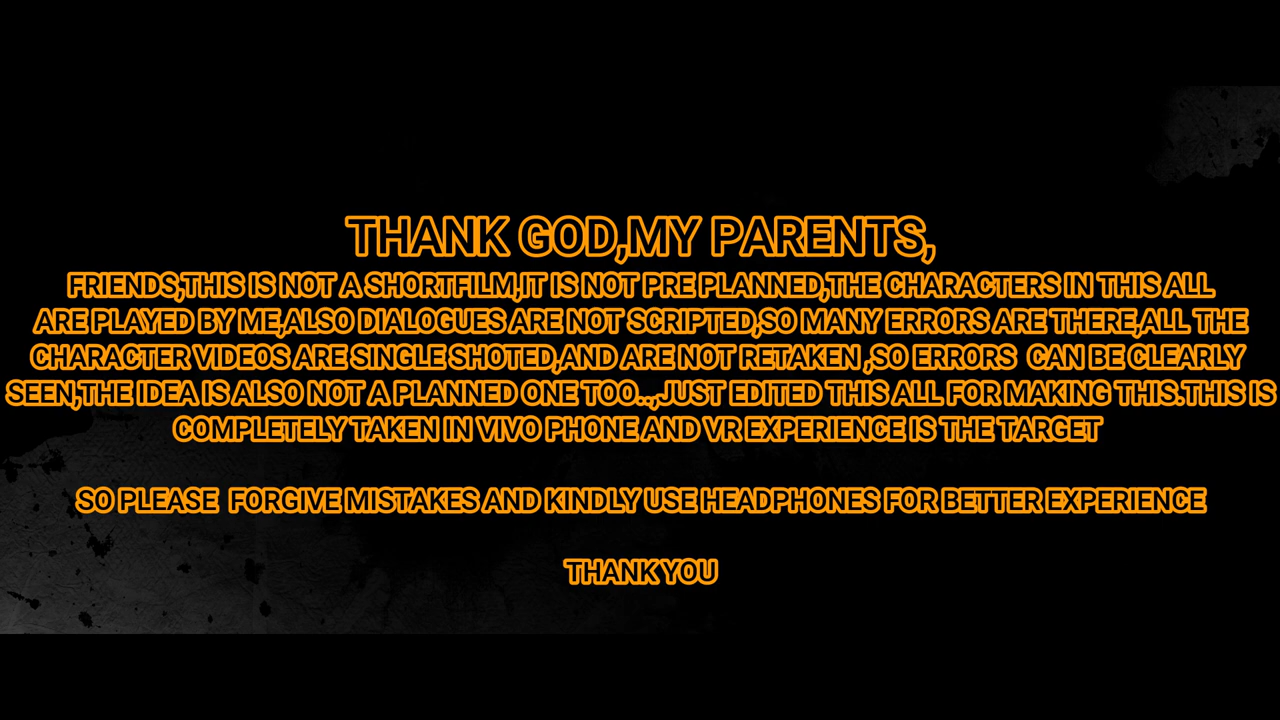 THANK GOD,MY PARENTS,
FRIENDS,THIS IS NOT A SHORTFILM,IT IS NOT PRE PLANNED,THE CHARACTERS IN THIS ALL
ARE PLAYED BY ME,ALSO DIALOGUES ARE NOT SCRIPTED,SO MANY ERRORS ARE THERE,ALL THE
CHARACTER VIDEOS ARE SINGLE SHOTED,AND ARE NOT RETAKEN ,SO ERRORS  CAN BE CLEARLY
SEEN,THE IDEA IS ALSO NOT A PLANNED ONE TOO..,JUST EDITED THIS ALL FOR MAKING THIS.THIS IS
COMPLETELY TAKEN IN VIVO PHONE AND VR EXPERIENCE IS THE TARGET
SO PLEASE  FORGIVE MISTAKES AND KINDLY USE HEADPHONES FOR BETTER EXPERIENCE
THANK YOU